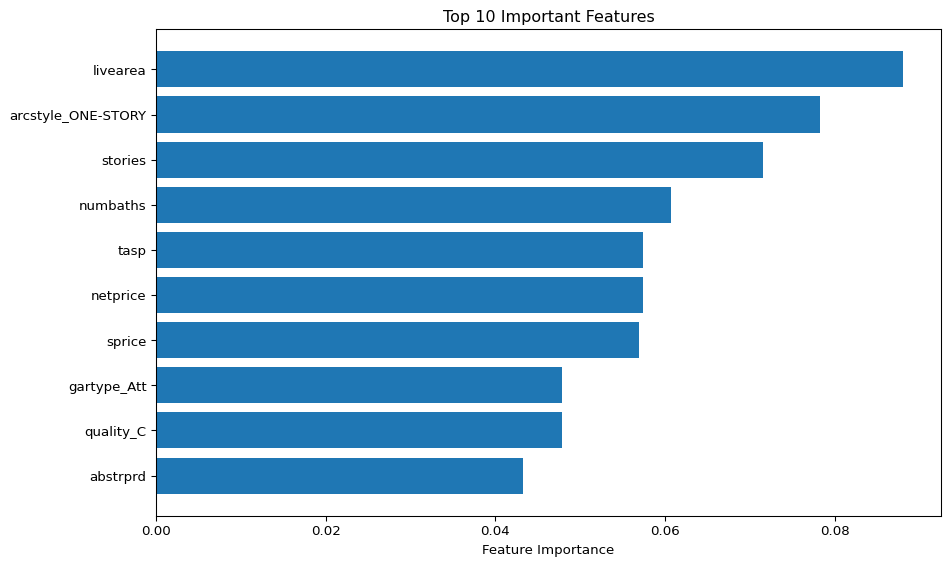 Top 10 Important Features
livearea
arcstyle_ONE-STORY
stories
numbaths
tasp
netprice
sprice
gartype_Att
quality_C
abstrprd
0.00 0.02 0.04 0.06 0.08
Feature Importance